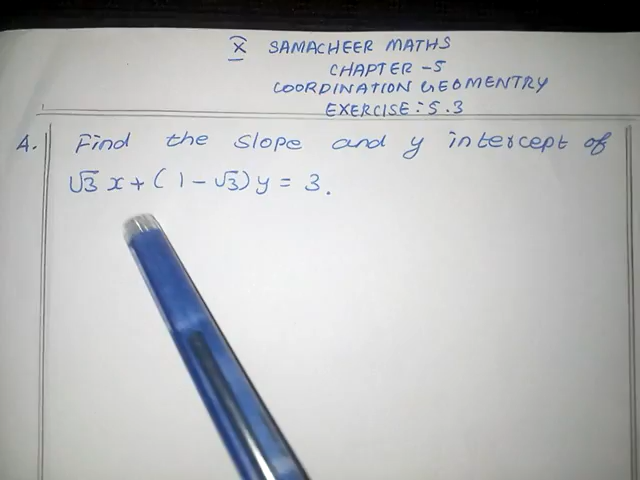 X SAMACHEER MATHS
CHAPTER -5
COORDINATION GEOMENTRY
EXERCISE: 5.3
4. Find the slope and y intercept of
√3 x + ( 1 - √3) y = 3.